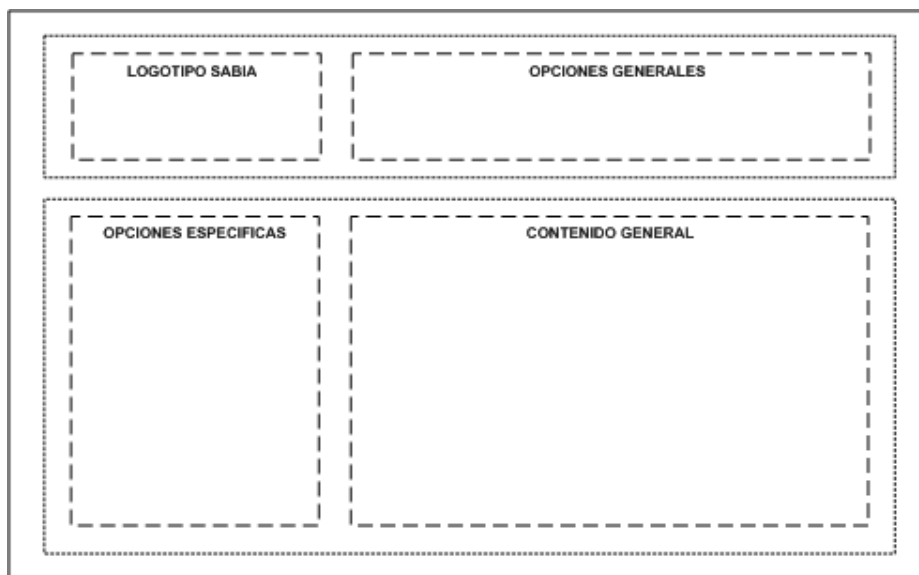 LOGOTIPO SABIA
OPCIONES GENERALES
OPCIONES ESPECIFICAS
CONTENIDO GENERAL